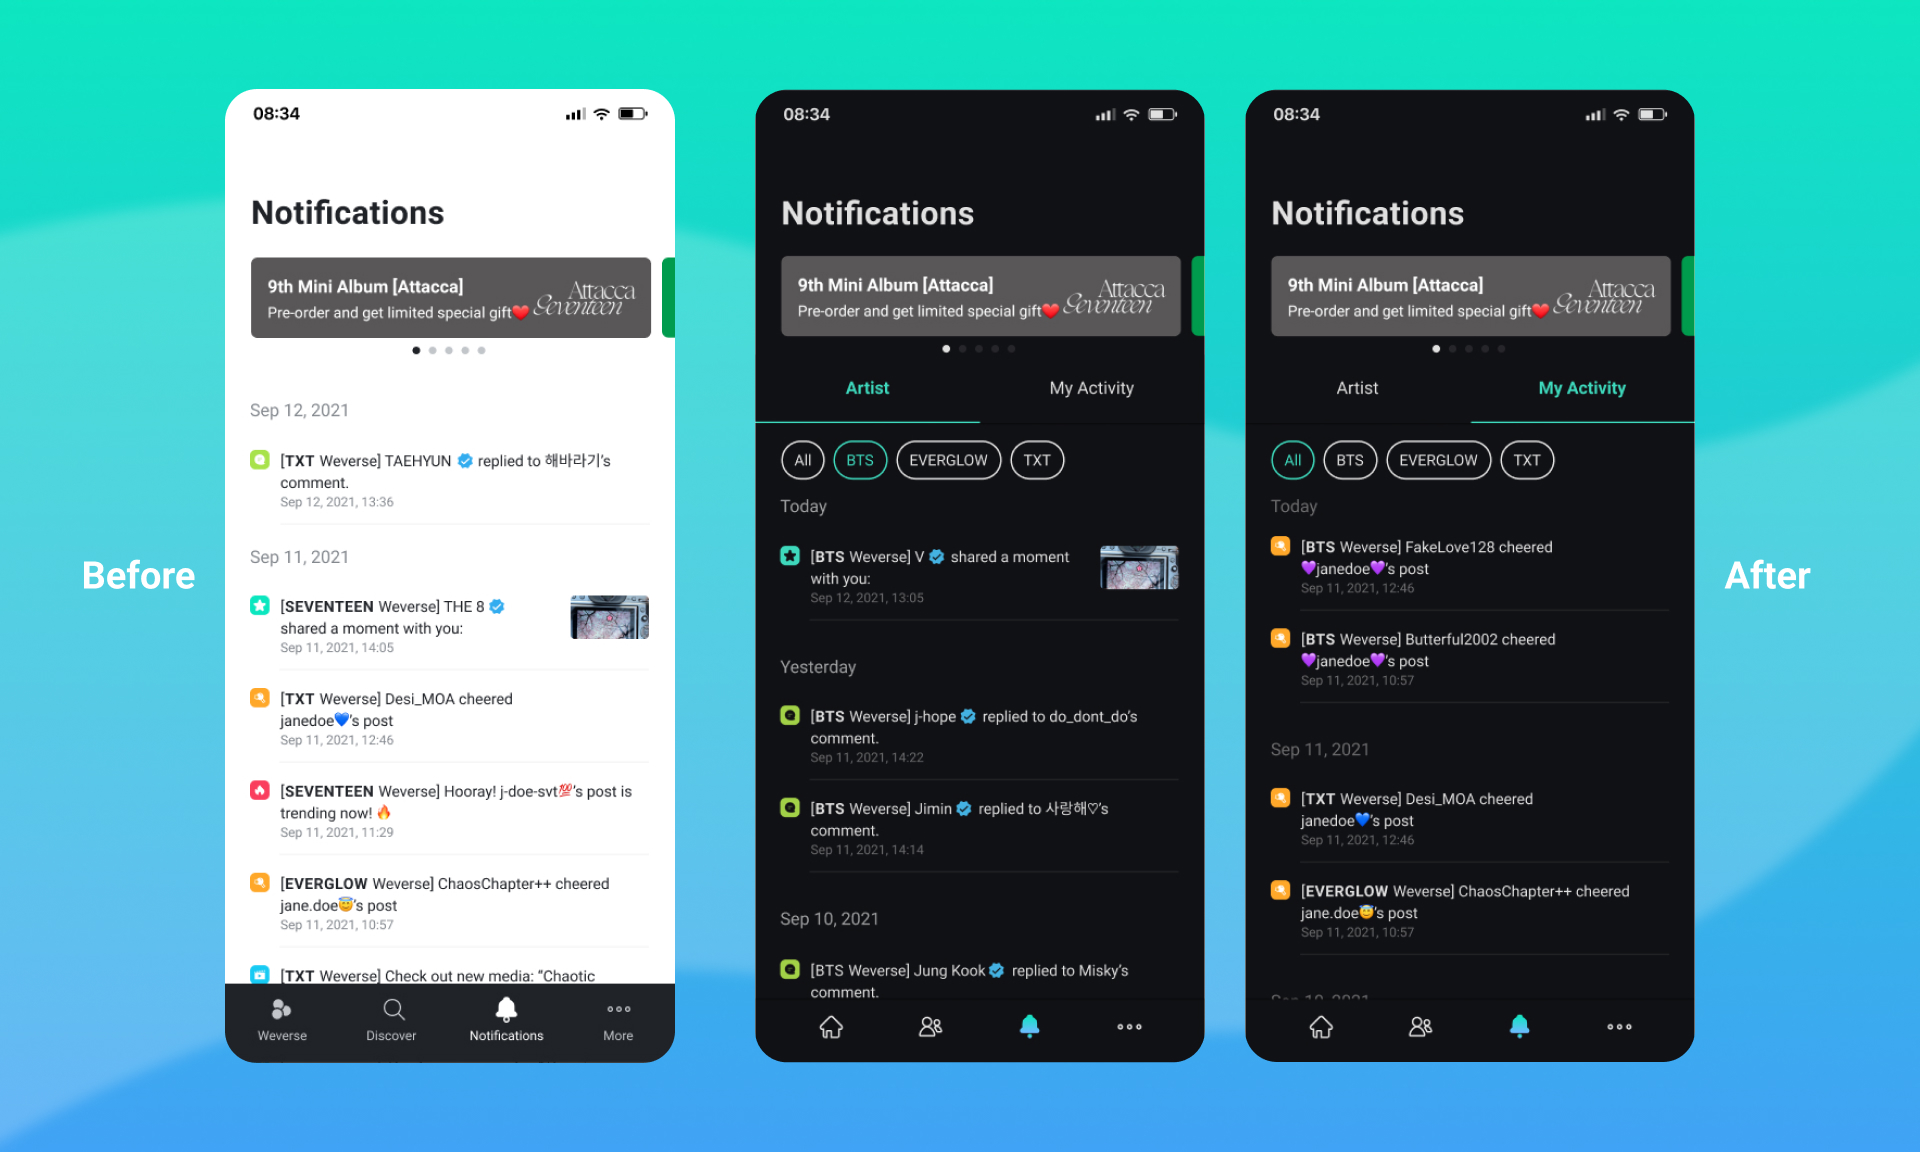 Before
08:34
Notifications
9th Mini Album [Attacca]
Pre-order and get limited special gift❤️
Attacca
Seventeen
Sep 12, 2021
[TXT Weverse] TAEHYUN replied to 해바라기's
comment.
Sep 12, 2021, 13:36
Sep 11, 2021
[SEVENTEEN Weverse] THE 8
shared a moment with you:
Sep 11, 2021, 14:05
[TXT Weverse] Desi_MOA cheered
janedoe💙's post
Sep 11, 2021, 12:46
[SEVENTEEN Weverse] Hooray! j-doe-svt💯's post is
trending now! 🔥
Sep 11, 2021, 11:29
[EVERGLOW Weverse] ChaosChapter++ cheered
jane.doe😇's post
Sep 11, 2021, 10:57
[TXT Weverse] Check out new media: “Chaotic
Weverse
Discover
Notifications
More
08:34
Notifications
9th Mini Album [Attacca]
Pre-order and get limited special gift❤️
Attacca
Seventeen
Artist
My Activity
All
BTS
EVERGLOW
TXT
Today
[BTS Weverse] V shared a moment
with you:
Sep 12, 2021, 13:05
Yesterday
[BTS Weverse] j-hope replied to do_dont_do's
comment.
Sep 11, 2021, 14:22
[BTS Weverse] Jimin replied to 사랑해♡'s
comment.
Sep 11, 2021, 14:14
Sep 10, 2021
[BTS Weverse] Jung Kook replied to Misky's
comment.
08:34
Notifications
9th Mini Album [Attacca]
Pre-order and get limited special gift❤️
Attacca
Seventeen
Artist
My Activity
All
BTS
EVERGLOW
TXT
Today
[BTS Weverse] FakeLove128 cheered
💜janedoe💜's post
Sep 11, 2021, 12:46
[BTS Weverse] Butterful2002 cheered
💜janedoe💜's post
Sep 11, 2021, 10:57
Sep 11, 2021
[TXT Weverse] Desi_MOA cheered
janedoe💙's post
Sep 11, 2021, 12:46
[EVERGLOW Weverse] ChaosChapter++ cheered
jane.doe😇's post
Sep 11, 2021, 10:57
After